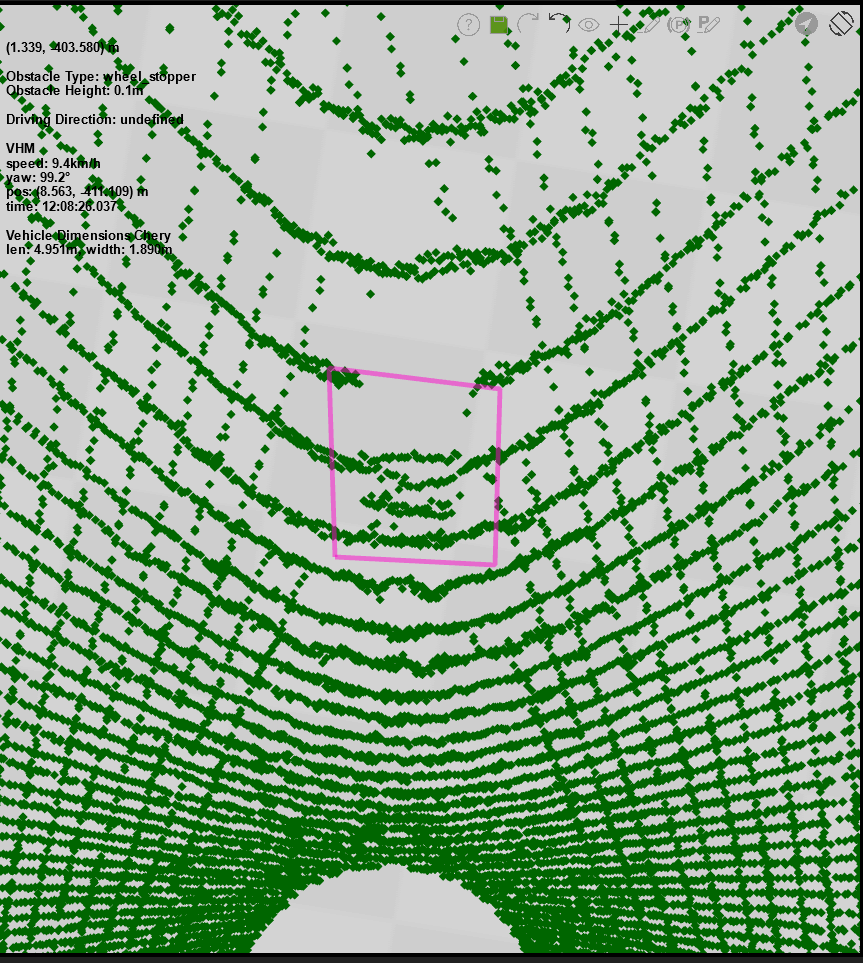 (1.339, -403.580) m
Obstacle Type: wheel_stopper
Obstacle Height: 0.1m
Driving Direction: undefined
VHM
speed: 9.4km/h
yaw: 99.2°
pos: (8.563, -411.109) m
time: 12:08:26.037
Vehicle Dimensions Chery
len: 4.951m, width: 1.890m